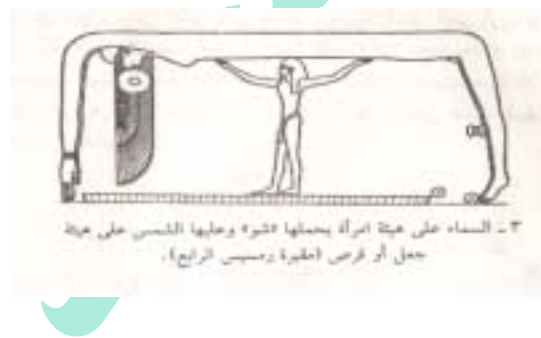 ٣ - السماء على هيئة امرأة يحملها «شو» وعليها الشمس على هيئة
جعل أو قرص (مقبرة رمسيس الرابع).